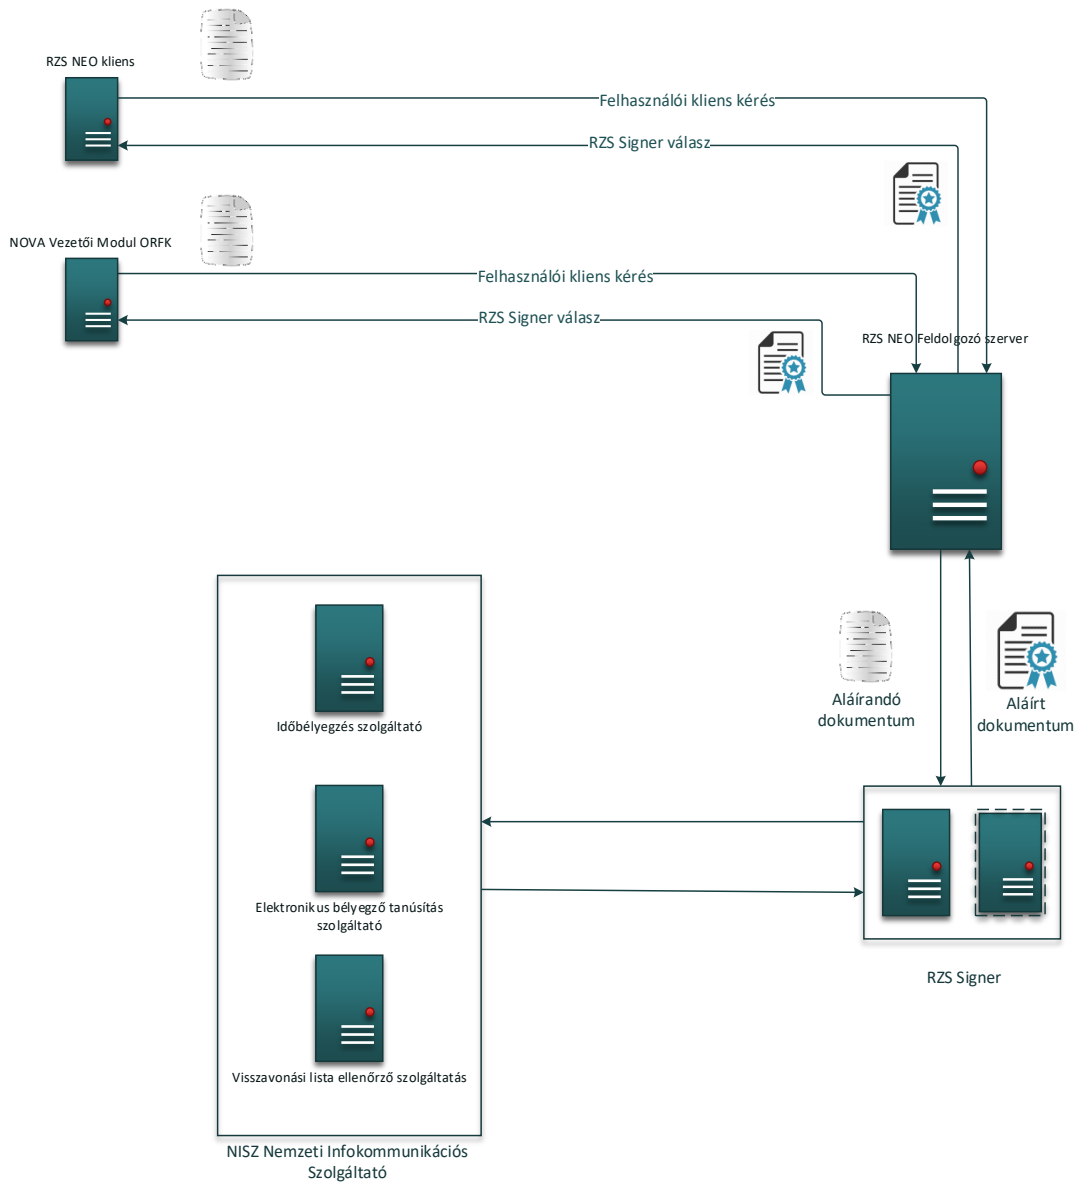 RZS NEO kliens
Felhasználói kliens kérés
RZS Signer válasz
NOVA Vezetői Modul ORFK
Felhasználói kliens kérés
RZS Signer válasz
RZS NEO Feldolgozó szerver
Aláírandó
dokumentum
Aláírt
dokumentum
Időbélyegzés szolgáltató
Elektronikus bélyegző tanúsítás
szolgáltató
RZS Signer
Visszavonási lista ellenőrző szolgáltatás
NISZ Nemzeti Infokommunikációs
Szolgáltató